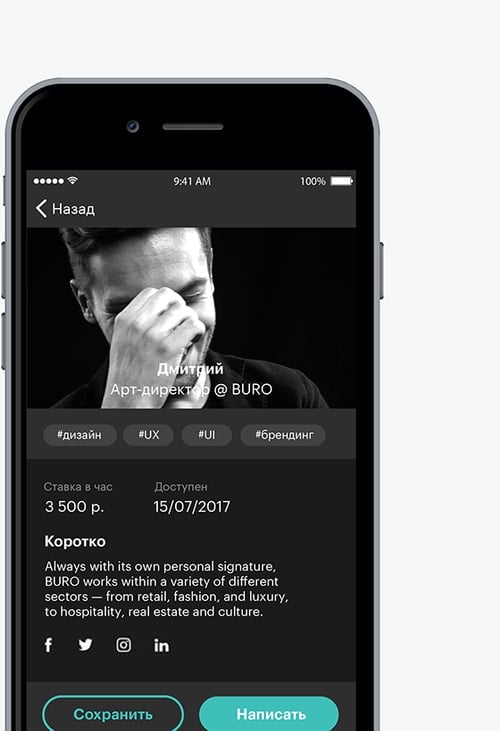 9:41 AM
100%
Назад
Дмитрий
Арт-директор @ BURO
#дизайн #UX #UI #брендинг
Ставка в час Доступен
3 500 р. 15/07/2017
Коротко
Always with its own personal signature,
BURO works within a variety of different
sectors — from retail, fashion, and luxury,
to hospitality, real estate and culture.
Сохранить Написать